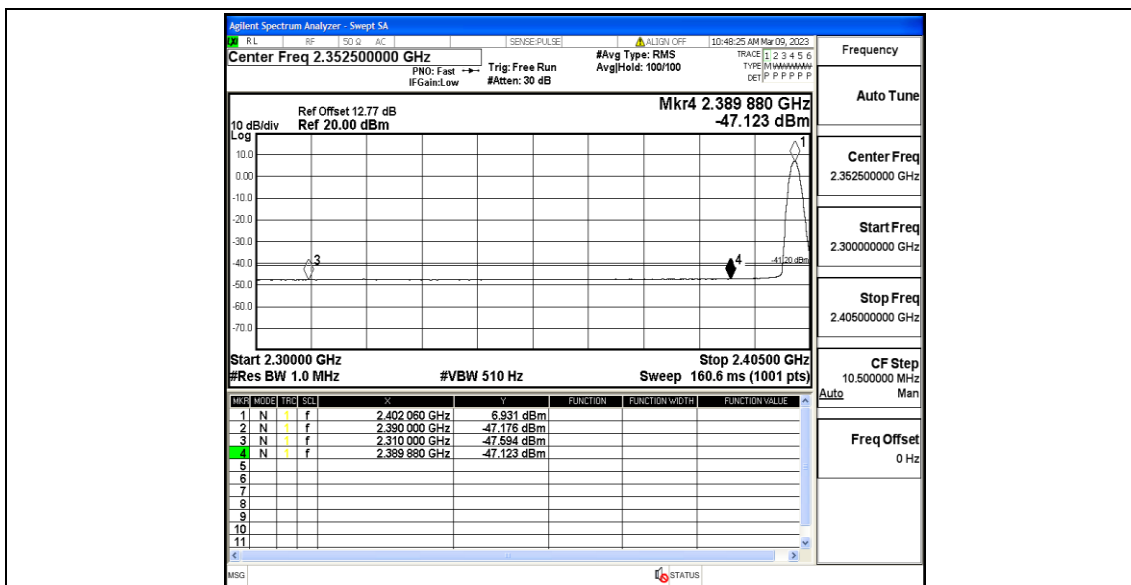 Agilent Spectrum Analyzer - Swept SA
RL RF 50 Ω AC SENSE:PULSE ALIGN OFF 10:48:25 AM Mar 09, 2023
Center Freq 2.352500000 GHz
PNO: Fast
IFGain:Low
Trig: Free Run
#Atten: 30 dB
#Avg Type: RMS
Avg|Hold: 100/100
TRACE 1 2 3 4 5 6
TYPE M WWWWW
DET P P P P P P
Ref Offset 12.77 dB
Ref 20.00 dBm
10 dB/div
Log
Mkr4 2.389 880 GHz
-47.123 dBm
10.0
0.00
-10.0
-20.0
-30.0
-40.0
-50.0
-60.0
-70.0
1
3
4
-41.20 dBm
Start 2.30000 GHz Stop 2.40500 GHz
#Res BW 1.0 MHz #VBW 510 Hz Sweep 160.6 ms (1001 pts)
MKR MODE TRC SCL X Y FUNCTION FUNCTION WIDTH FUNCTION VALUE
1 N 1 f 2.402 060 GHz 6.931 dBm
2 N 1 f 2.390 000 GHz -47.176 dBm
3 N 1 f 2.310 000 GHz -47.594 dBm
4 N 1 f 2.389 880 GHz -47.123 dBm
5
6
7
8
9
10
11
MSG STATUS
Frequency
Auto Tune
Center Freq
2.352500000 GHz
Start Freq
2.300000000 GHz
Stop Freq
2.405000000 GHz
CF Step
10.500000 MHz
Auto Man
Freq Offset
0 Hz